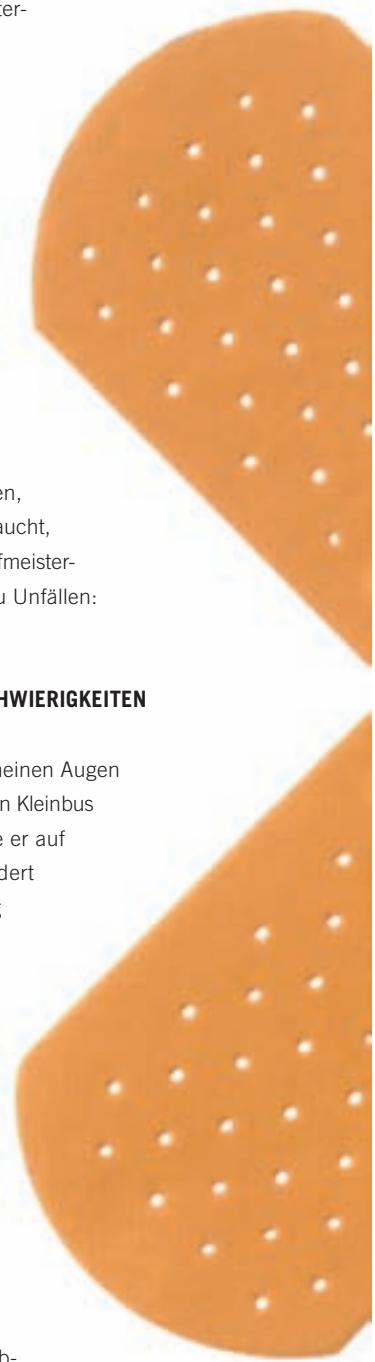 ter-
en,
aucht,
fmeister-
u Unfällen:
HWIERIGKEITEN
neinen Augen
n Kleinbus
e er auf
dert
b-